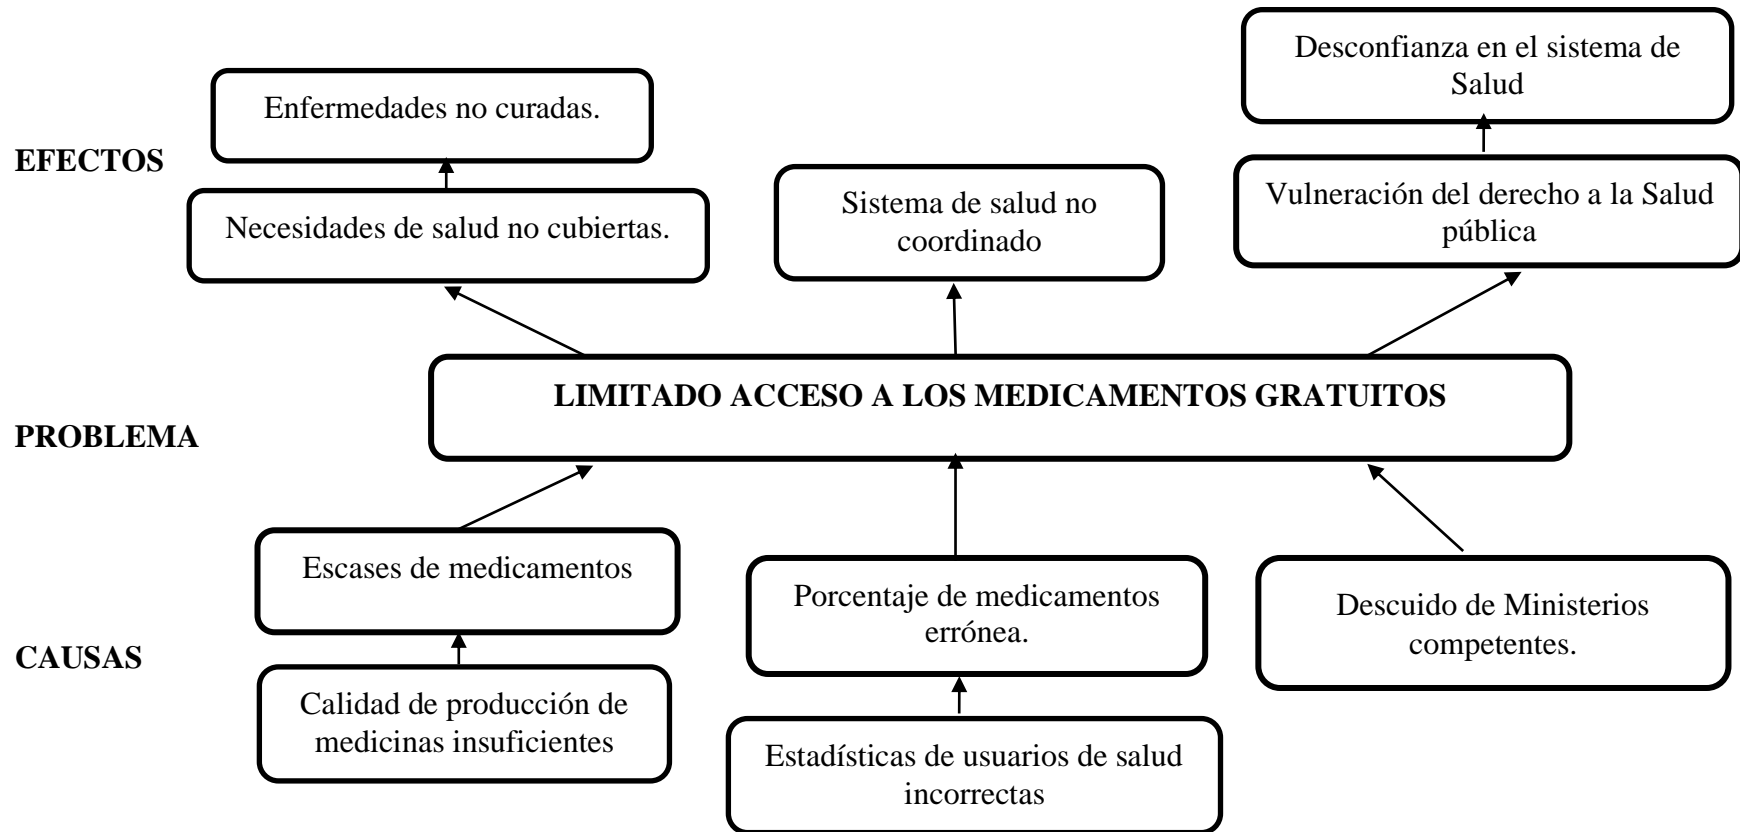 Desconfianza en el sistema de
Salud
Enfermedades no curadas.
EFECTOS
Necesidades de salud no cubiertas.
Sistema de salud no
coordinado
Vulneración del derecho a la Salud
pública
LIMITADO ACCESO A LOS MEDICAMENTOS GRATUITOS
PROBLEMA
Escases de medicamentos
Porcentaje de medicamentos
errónea.
Descuido de Ministerios
competentes.
CAUSAS
Calidad de producción de
medicinas insuficientes
Estadísticas de usuarios de salud
incorrectas